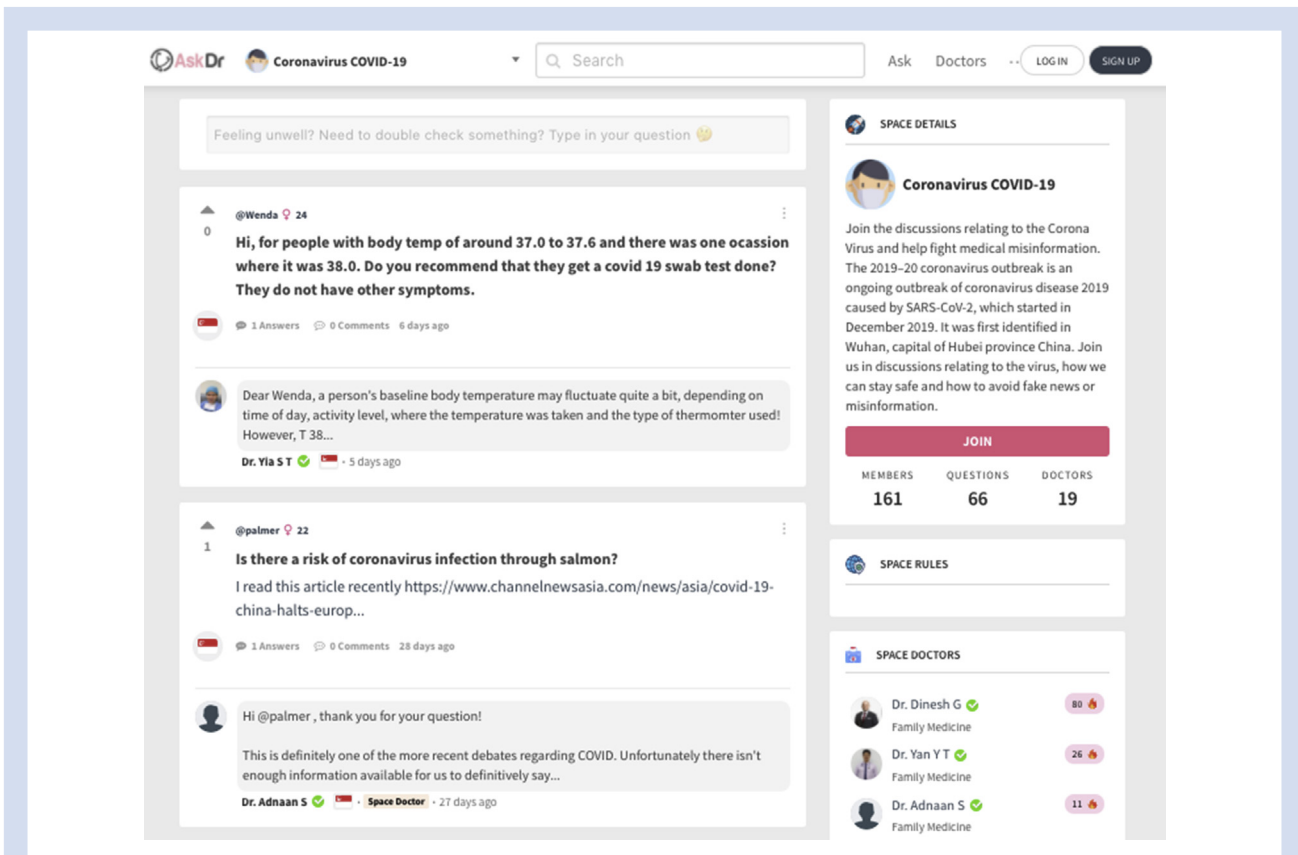 AskDr
Coronavirus COVID-19
Search
Ask
Doctors
LOG IN
SIGN UP
Feeling unwell? Need to double check something? Type in your question 🤔
@Wenda ♀ 24
0
Hi, for people with body temp of around 37.0 to 37.6 and there was one ocassion
where it was 38.0. Do you recommend that they get a covid 19 swab test done?
They do not have other symptoms.
1 Answers 0 Comments 6 days ago
Dear Wenda, a person's baseline body temperature may fluctuate quite a bit, depending on
time of day, activity level, where the temperature was taken and the type of thermomter used!
However, T 38...
Dr. Yia S T · 5 days ago
@palmer ♀ 22
1
Is there a risk of coronavirus infection through salmon?
I read this article recently https://www.channelnewsasia.com/news/asia/covid-19-
china-halts-europ...
1 Answers 0 Comments 28 days ago
Hi @palmer , thank you for your question!
This is definitely one of the more recent debates regarding COVID. Unfortunately there isn't
enough information available for us to definitively say...
Dr. Adnaan S · Space Doctor · 27 days ago
SPACE DETAILS
Coronavirus COVID-19
Join the discussions relating to the Corona
Virus and help fight medical misinformation.
The 2019–20 coronavirus outbreak is an
ongoing outbreak of coronavirus disease 2019
caused by SARS-CoV-2, which started in
December 2019. It was first identified in
Wuhan, capital of Hubei province China. Join
us in discussions relating to the virus, how we
can stay safe and how to avoid fake news or
misinformation.
JOIN
MEMBERS QUESTIONS DOCTORS
161 66 19
SPACE RULES
SPACE DOCTORS
Dr. Dinesh G 80
Family Medicine
Dr. Yan Y T 26
Family Medicine
Dr. Adnaan S 11
Family Medicine